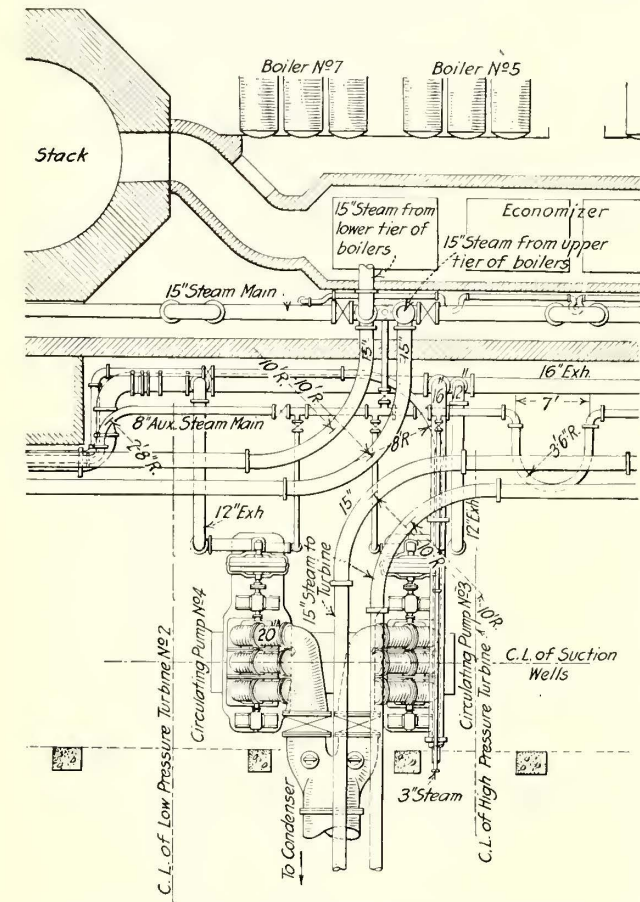 Boiler Nº7
Boiler Nº5
Stack
15"Steam from
lower tier of
boilers
Economizer
15"Steam from upper
tier of boilers
15"Steam Main
15"
15"
10'R.
10'R.
16"Exh.
16"
12"
7'
8"Aux. Steam Main
8'R.
2'8"R.
3'6"R.
12"Exh
15"
12"Exh
15"Steam to
Turbine
10'R
10'R.
20"
Circulating Pump Nº4
Circulating Pump Nº3
C.L. of Low Pressure Turbine Nº2
C.L. of High Pressure Turbine
C.L. of Suction
Wells
3"Steam
To Condenser